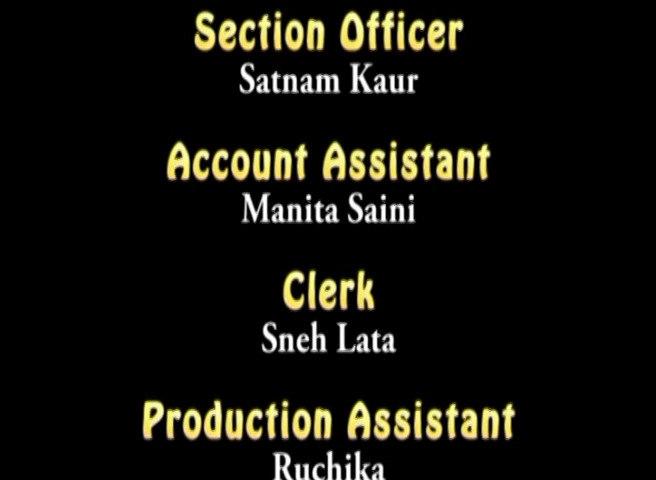 Section Officer
Satnam Kaur
Account Assistant
Manita Saini
Clerk
Sneh Lata
Production Assistant
Ruchika